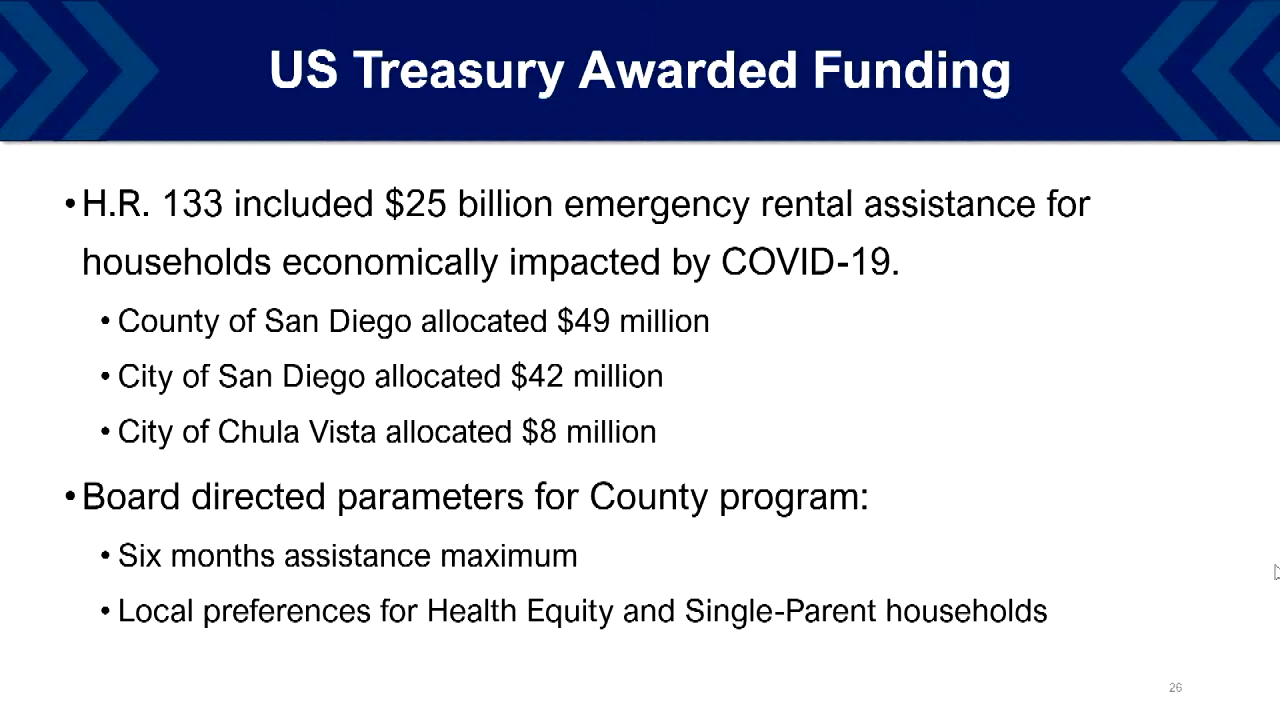 US Treasury Awarded Funding
•H.R. 133 included $25 billion emergency rental assistance for
households economically impacted by COVID-19.
•County of San Diego allocated $49 million
•City of San Diego allocated $42 million
•City of Chula Vista allocated $8 million
•Board directed parameters for County program:
•Six months assistance maximum
•Local preferences for Health Equity and Single-Parent households
26